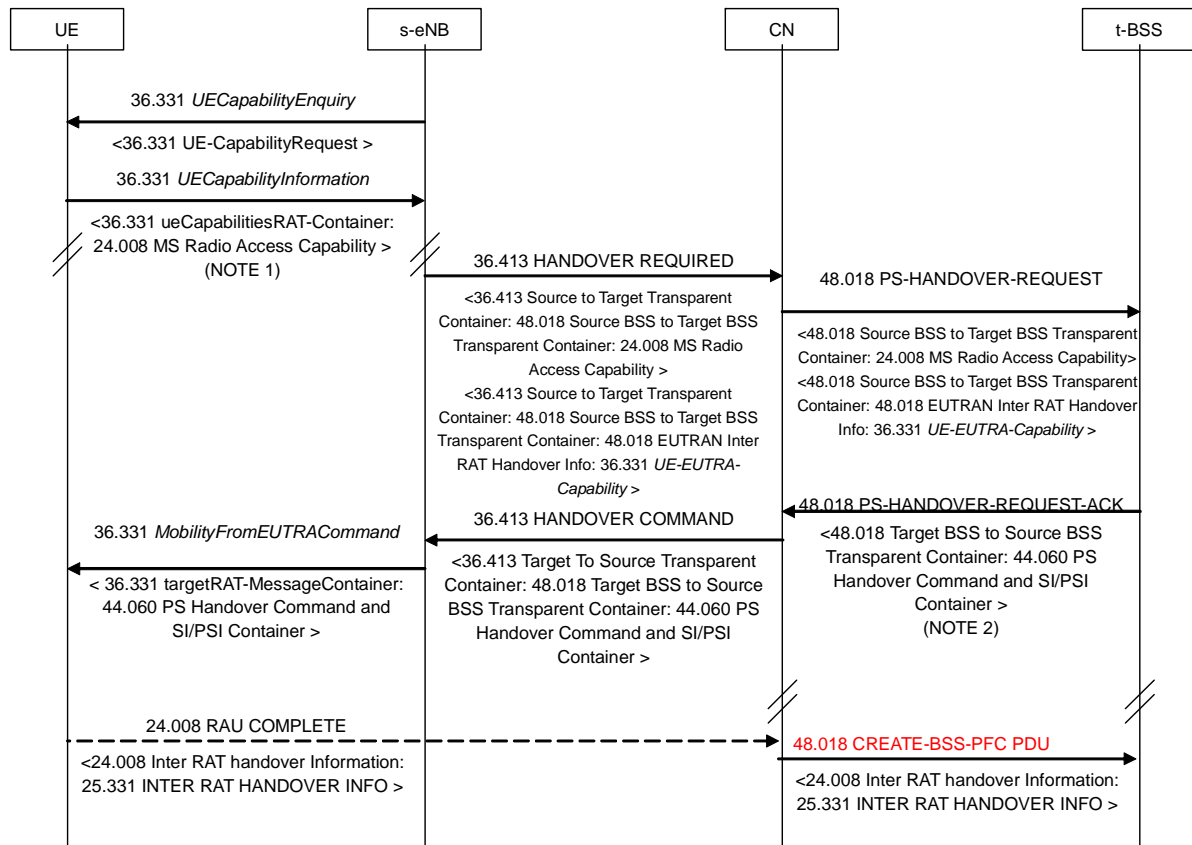 UE
s-eNB
CN
t-BSS
36.331 UECapabilityEnquiry
<36.331 UE-CapabilityRequest >
36.331 UECapabilityInformation
<36.331 ueCapabilitiesRAT-Container:
24.008 MS Radio Access Capability >
(NOTE 1)
36.413 HANDOVER REQUIRED
<36.413 Source to Target Transparent
Container: 48.018 Source BSS to Target BSS
Transparent Container: 24.008 MS Radio
Access Capability >
<36.413 Source to Target Transparent
Container: 48.018 Source BSS to Target BSS
Transparent Container: 48.018 EUTRAN Inter
RAT Handover Info: 36.331 UE-EUTRA-
Capability >
48.018 PS-HANDOVER-REQUEST
<48.018 Source BSS to Target BSS Transparent
Container: 24.008 MS Radio Access Capability>
<48.018 Source BSS to Target BSS Transparent
Container: 48.018 EUTRAN Inter RAT Handover
Info: 36.331 UE-EUTRA-Capability >
48.018 PS-HANDOVER-REQUEST-ACK
<48.018 Target BSS to Source BSS
Transparent Container: 44.060 PS
Handover Command and SI/PSI
Container >
(NOTE 2)
36.413 HANDOVER COMMAND
<36.413 Target To Source Transparent
Container: 48.018 Target BSS to Source
BSS Transparent Container: 44.060 PS
Handover Command and SI/PSI
Container >
36.331 MobilityFromEUTRACommand
< 36.331 targetRAT-MessageContainer:
44.060 PS Handover Command and
SI/PSI Container >
24.008 RAU COMPLETE
<24.008 Inter RAT handover Information:
25.331 INTER RAT HANDOVER INFO >
48.018 CREATE-BSS-PFC PDU
<24.008 Inter RAT handover Information:
25.331 INTER RAT HANDOVER INFO >